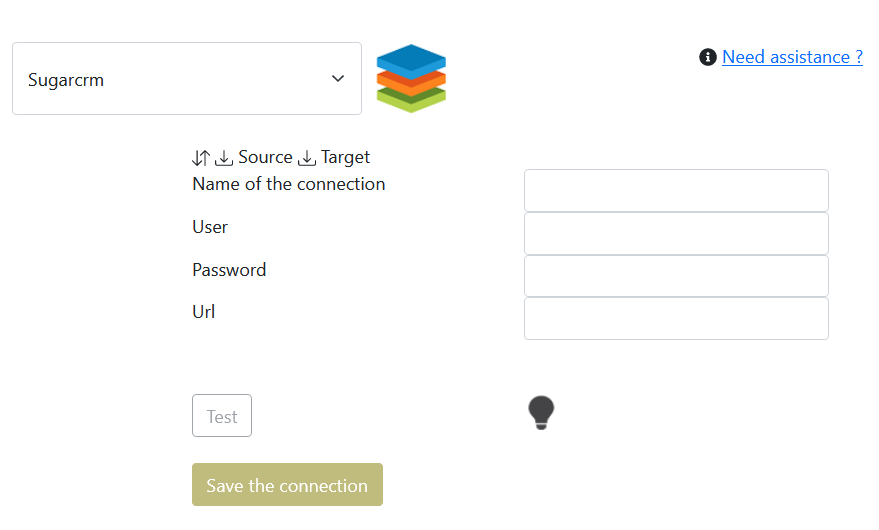 Sugarcrm
Need assistance ?
Source Target
Name of the connection
User
Password
Url
Test
Save the connection